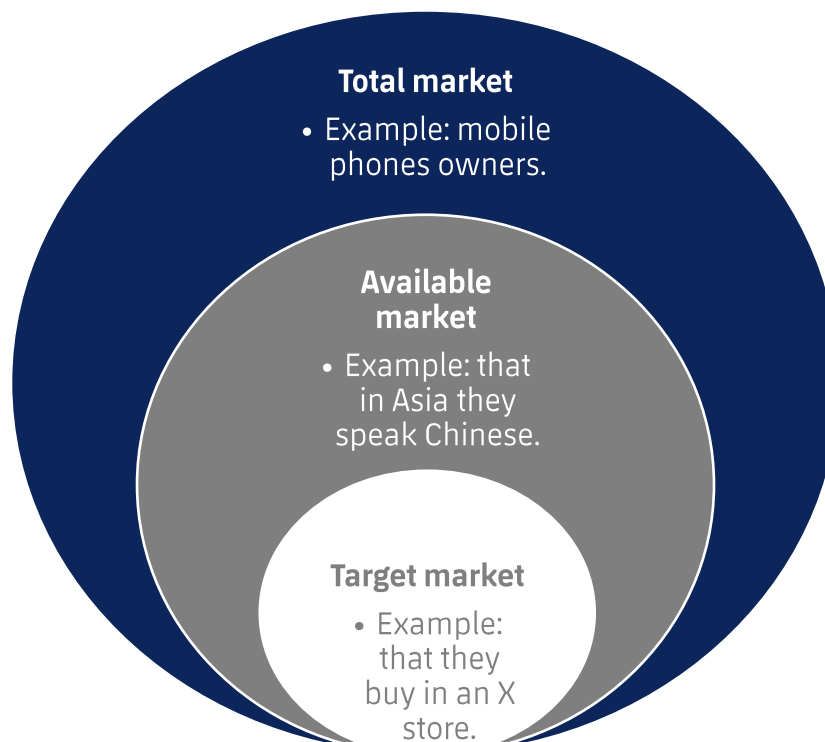 Total market
• Example: mobile
phones owners.
Available
market
• Example: that
in Asia they
speak Chinese.
Target market
• Example:
that they
buy in an X
store.